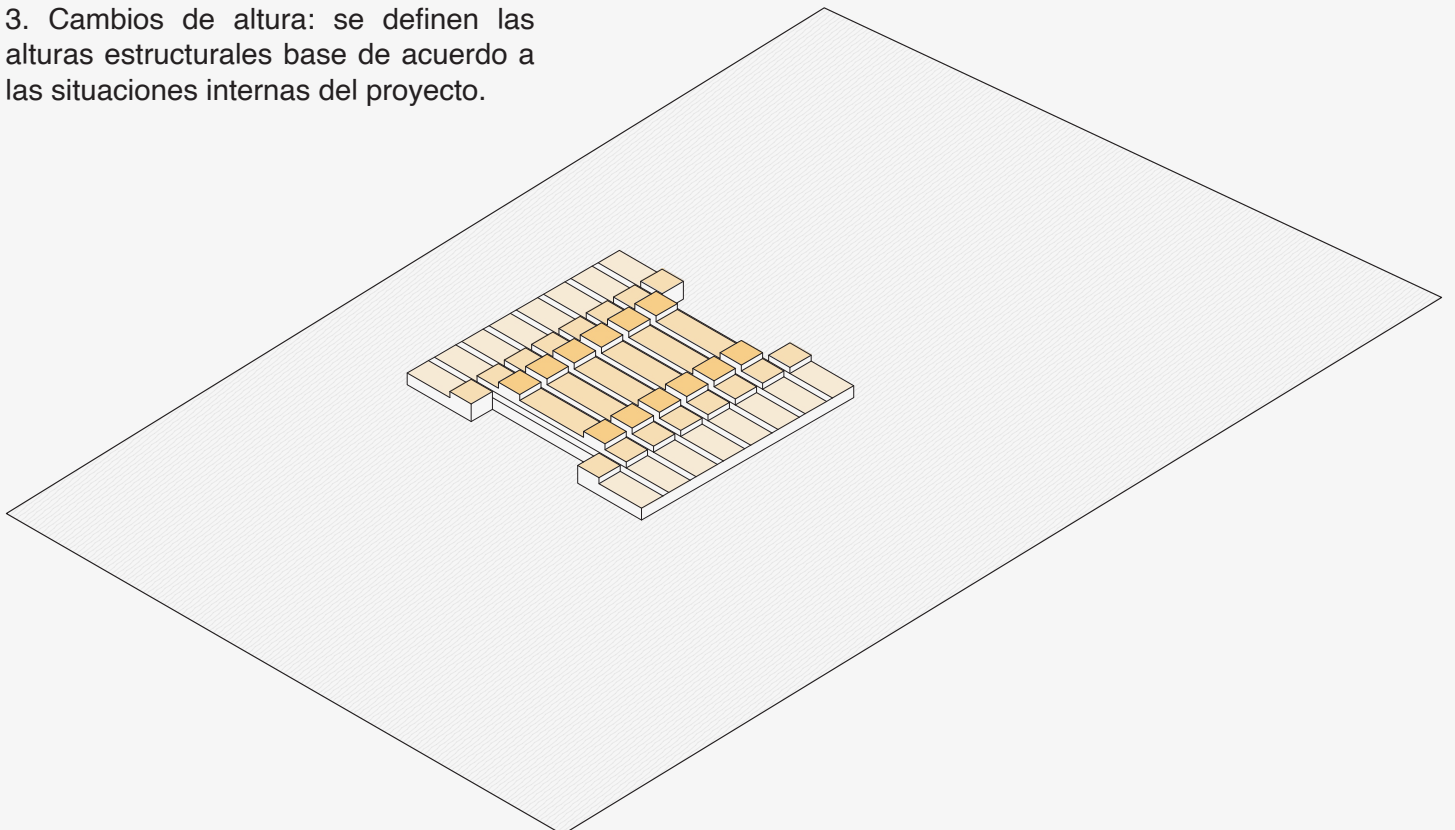 3. Cambios de altura: se definen las
alturas estructurales base de acuerdo a
las situaciones internas del proyecto.